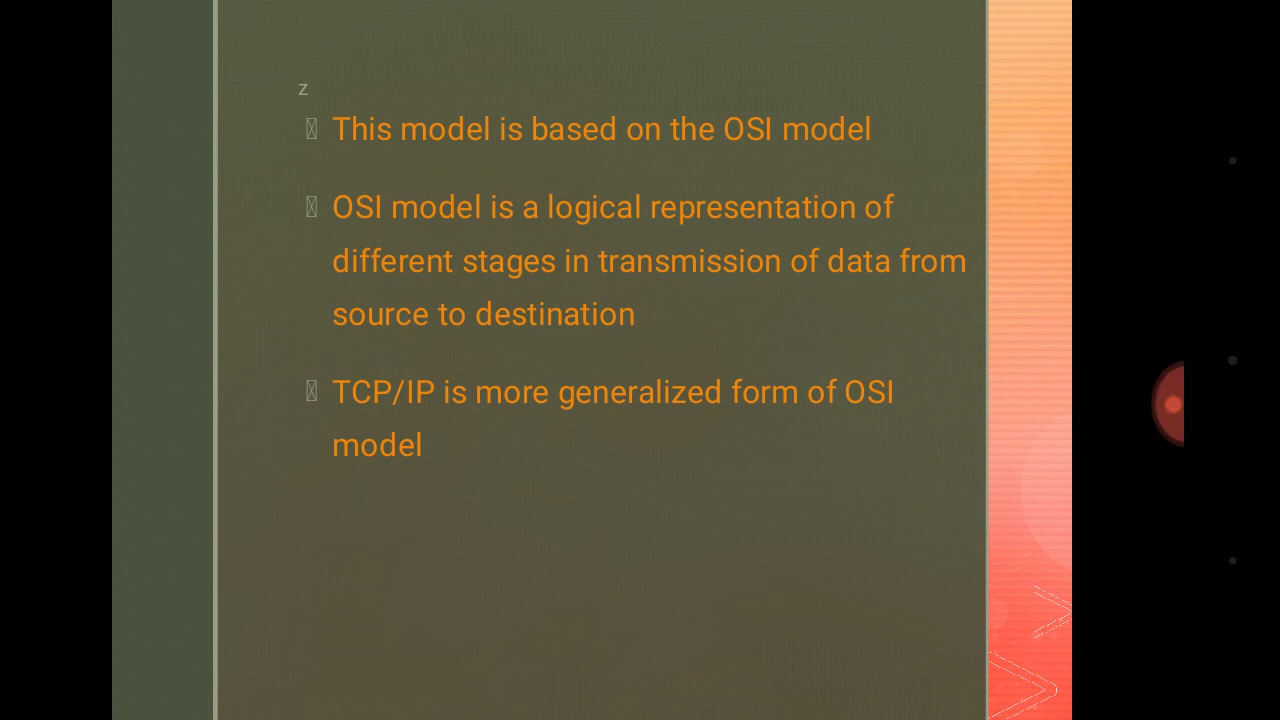 z
This model is based on the OSI model
OSI model is a logical representation of
different stages in transmission of data from
source to destination
TCP/IP is more generalized form of OSI
model